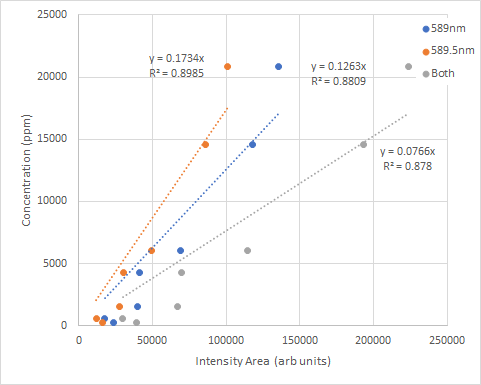 25000
20000
15000
10000
5000
0
Concentration (ppm)
0 50000 100000 150000 200000 250000
Intensity Area (arb units)
y = 0.1734x
R² = 0.8985
y = 0.1263x
R² = 0.8809
y = 0.0766x
R² = 0.878
589nm
589.5nm
Both